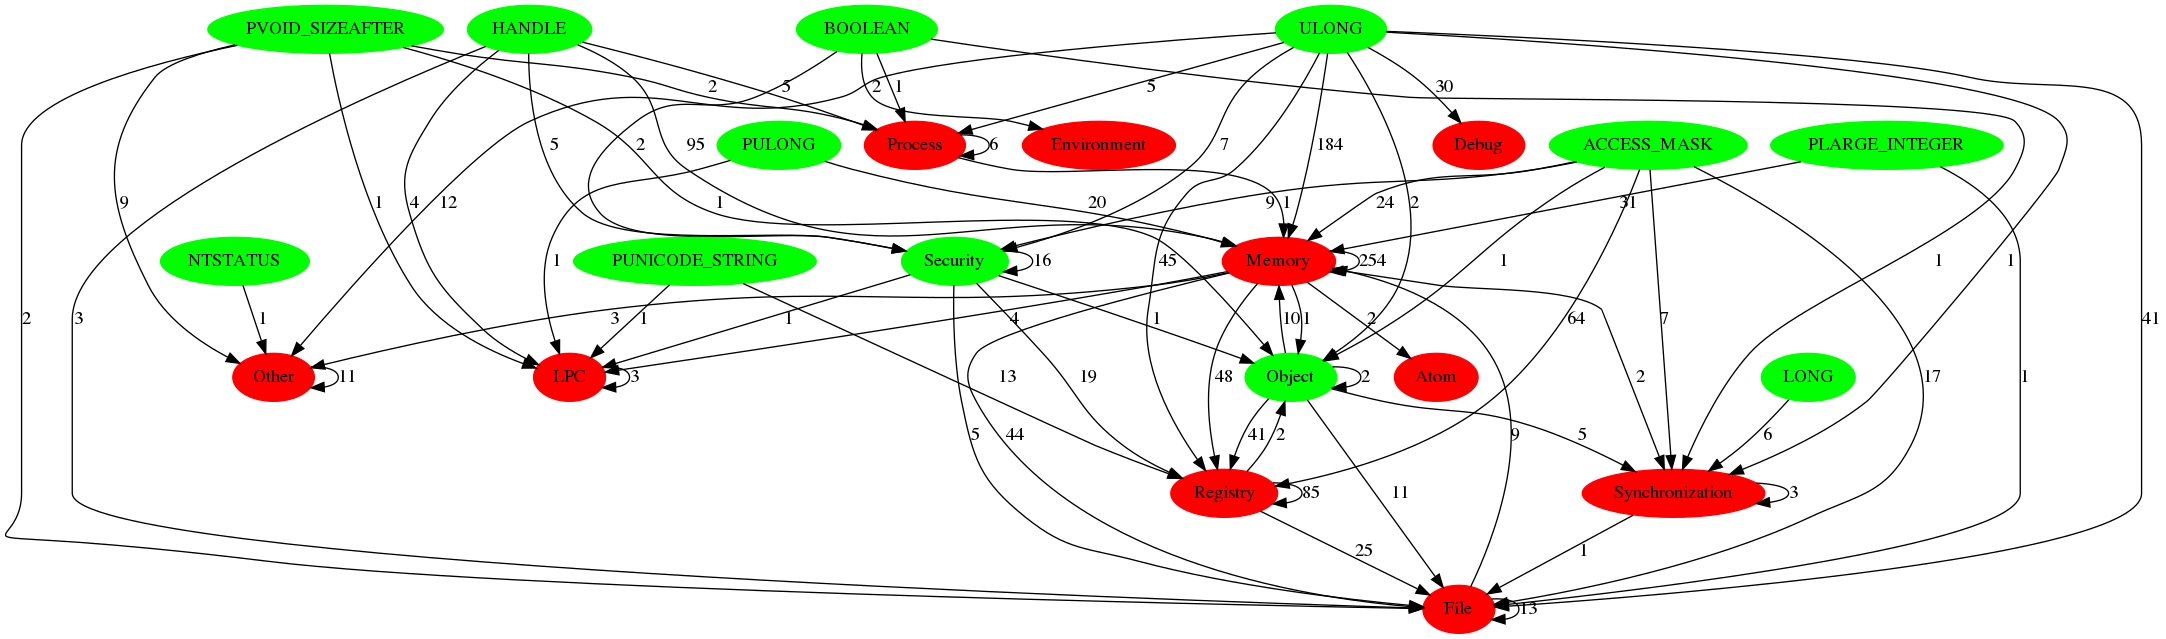 PVOID_SIZEAFTER HANDLE BOOLEAN ULONG
2 5 2 1 5 30
PULONG Process 6 Environment Debug ACCESS_MASK PLARGE_INTEGER
5 2 95 7 184
9 1 4 12 1 20 9 1 24 2 31
NTSTATUS PUNICODE_STRING Security 16 Memory 254
1 45 1 1 1
2 3 1 3 1 1 4 1 10 1 2 64 7 41
Other 11 LPC 3 Object 2 Atom 2 LONG 17 1
13 19 48
5 44 41 2 9 5 6
Registry 85 11 Synchronization 3
25 1
File 13